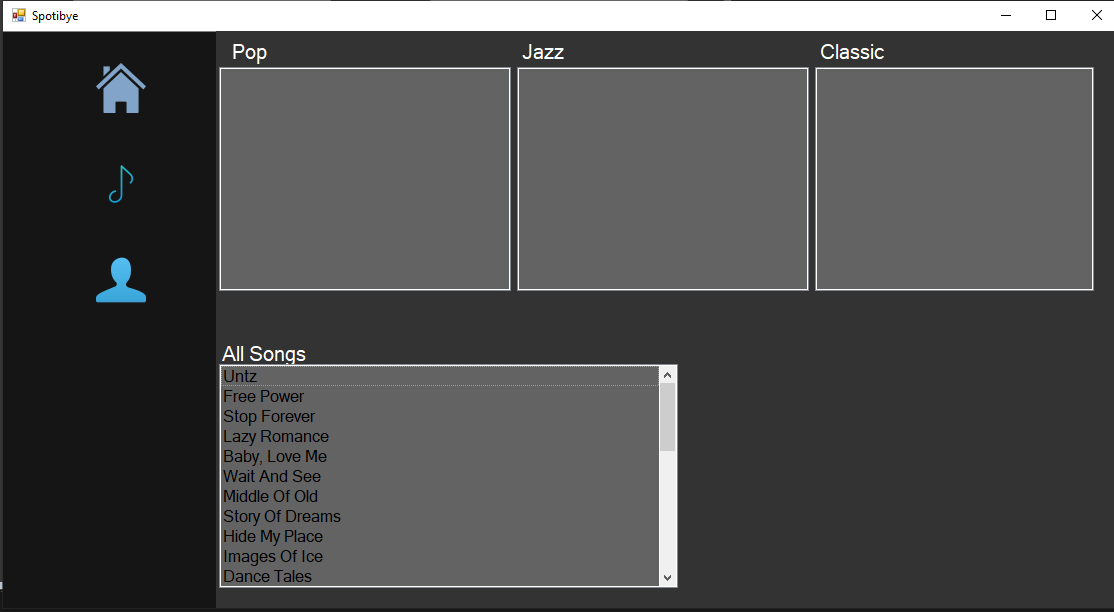 Spotibye
Pop
Jazz
Classic
All Songs
Untz
Free Power
Stop Forever
Lazy Romance
Baby, Love Me
Wait And See
Middle Of Old
Story Of Dreams
Hide My Place
Images Of Ice
Dance Tales